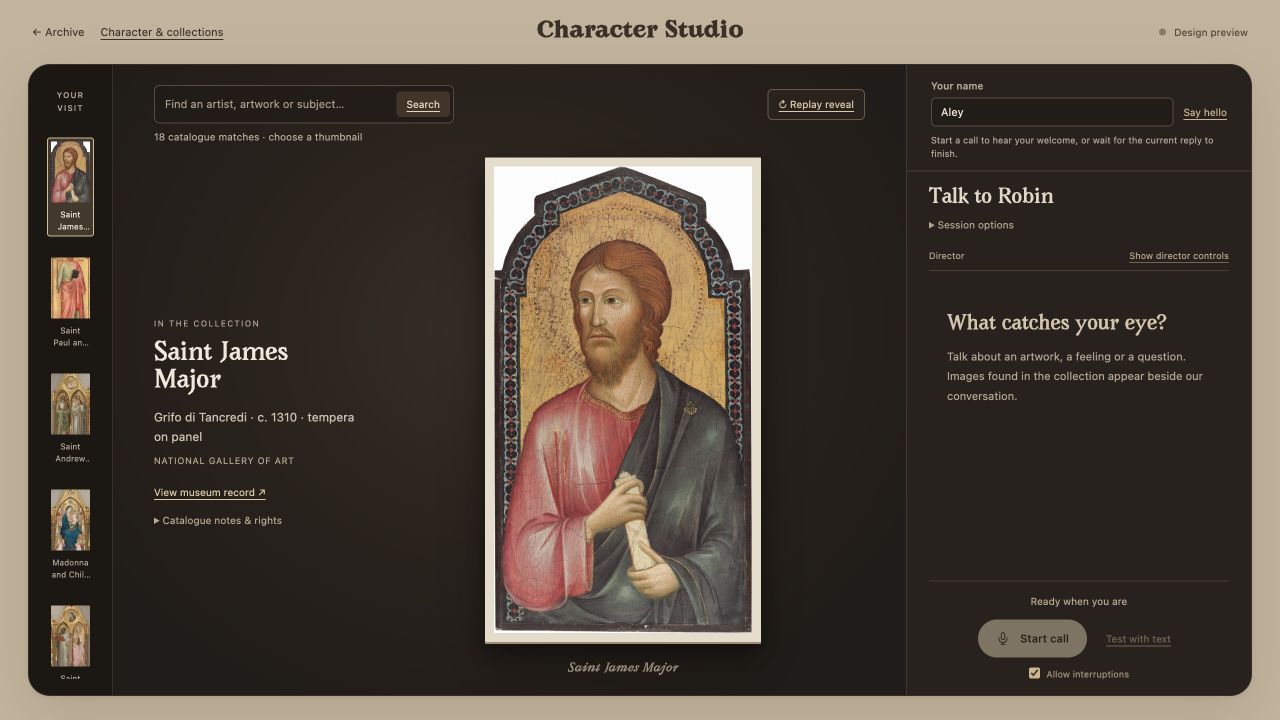 ← Archive
Character & collections
Character Studio
Design preview
YOUR
VISIT
Saint
James...
Saint
Paul an...
Saint
Andrew..
Madonna
and Chil...
Saint
Find an artist, artwork or subject...
Search
18 catalogue matches · choose a thumbnail
↻ Replay reveal
IN THE COLLECTION
Saint James
Major
Grifo di Tancredi · c. 1310 · tempera
on panel
NATIONAL GALLERY OF ART
View museum record ↗
▶ Catalogue notes & rights
Saint James Major
Your name
Aley
Say hello
Start a call to hear your welcome, or wait for the current reply to
finish.
Talk to Robin
▶ Session options
Director
Show director controls
What catches your eye?
Talk about an artwork, a feeling or a question.
Images found in the collection appear beside our
conversation.
Ready when you are
Start call
Test with text
Allow interruptions